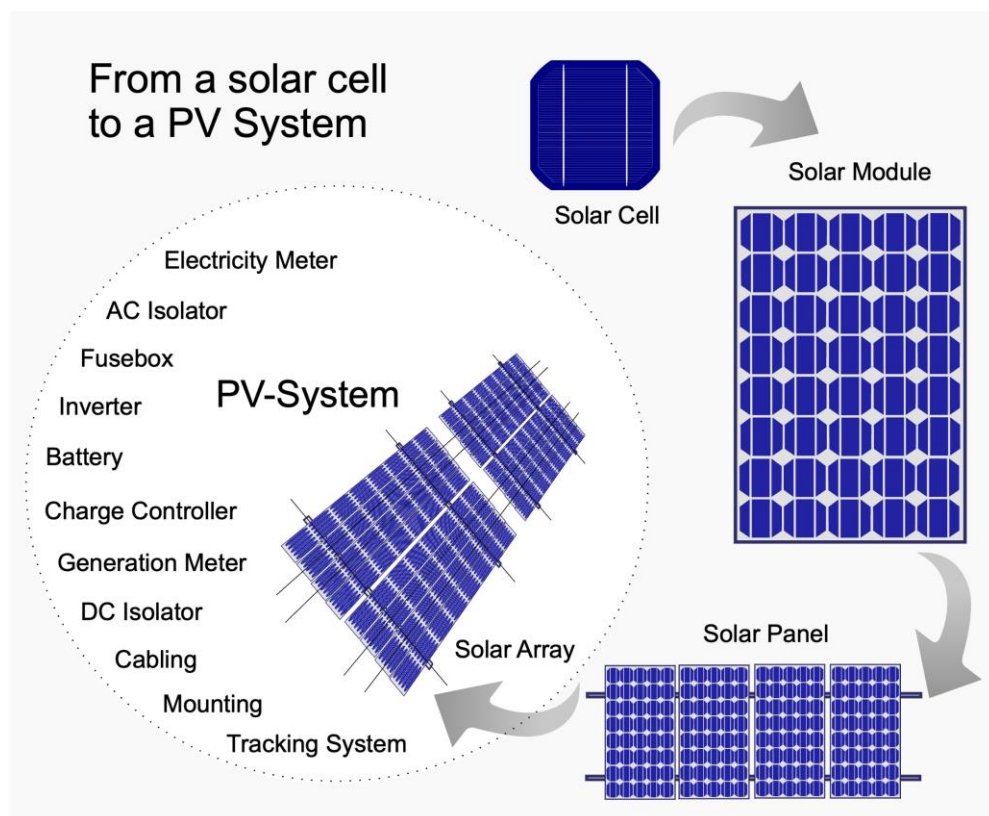 From a solar cell
to a PV System
Solar Cell
Solar Module
Solar Panel
Solar Array
PV-System
Electricity Meter
AC Isolator
Fusebox
Inverter
Battery
Charge Controller
Generation Meter
DC Isolator
Cabling
Mounting
Tracking System